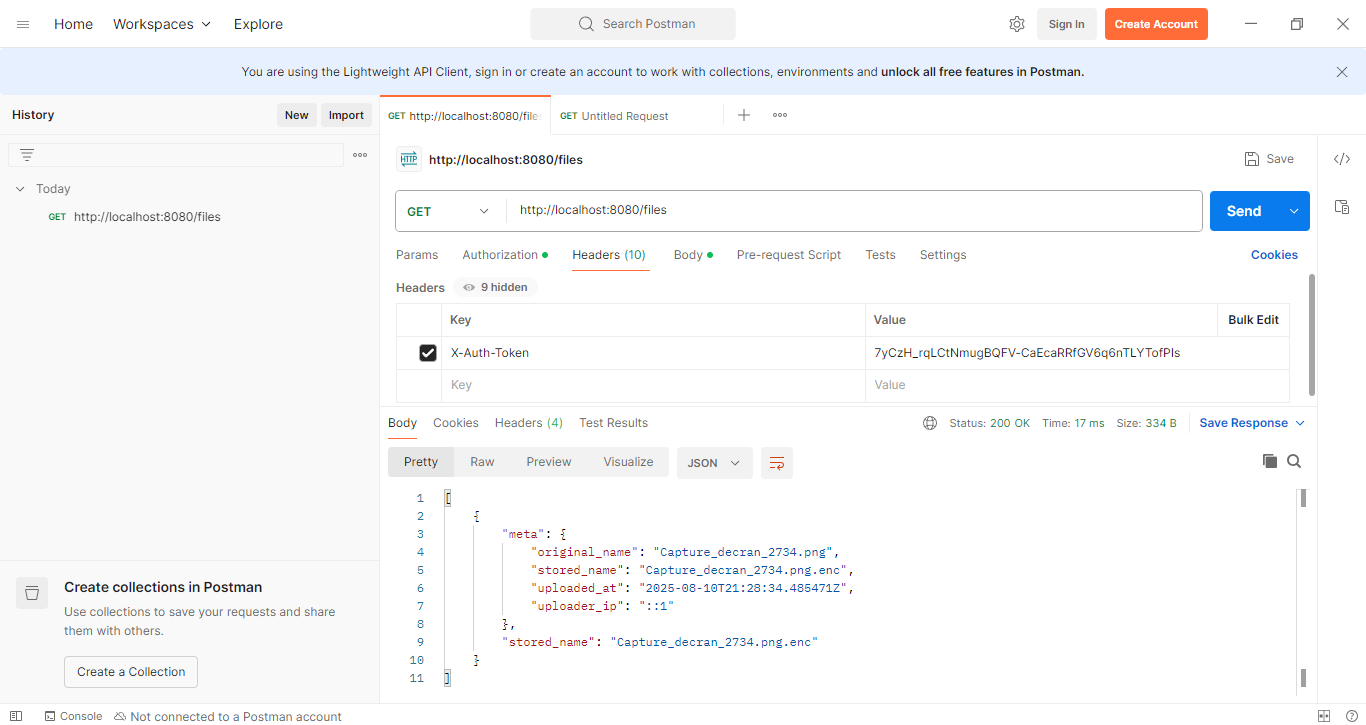 Home Workspaces Explore Search Postman Sign In Create Account
You are using the Lightweight API Client, sign in or create an account to work with collections, environments and unlock all free features in Postman.
History New Import
GET http://localhost:8080/file GET Untitled Request
Today
GET http://localhost:8080/files
HTTP http://localhost:8080/files Save
GET http://localhost:8080/files Send
Params Authorization Headers (10) Body Pre-request Script Tests Settings Cookies
Headers 9 hidden
Key Value Bulk Edit
X-Auth-Token 7yCzH_rqLCtNmugBQFV-CaEcaRRfGV6q6nTLYTofPIs
Key Value
Body Cookies Headers (4) Test Results Status: 200 OK Time: 17 ms Size: 334 B Save Response
Pretty Raw Preview Visualize JSON
1 [
2 {
3 "meta": {
4 "original_name": "Capture_decran_2734.png",
5 "stored_name": "Capture_decran_2734.png.enc",
6 "uploaded_at": "2025-08-10T21:28:34.485471Z",
7 "uploader_ip": "::1"
8 },
9 "stored_name": "Capture_decran_2734.png.enc"
10 }
11 ]
Create collections in Postman
Use collections to save your requests and share
them with others.
Create a Collection
Console Not connected to a Postman account